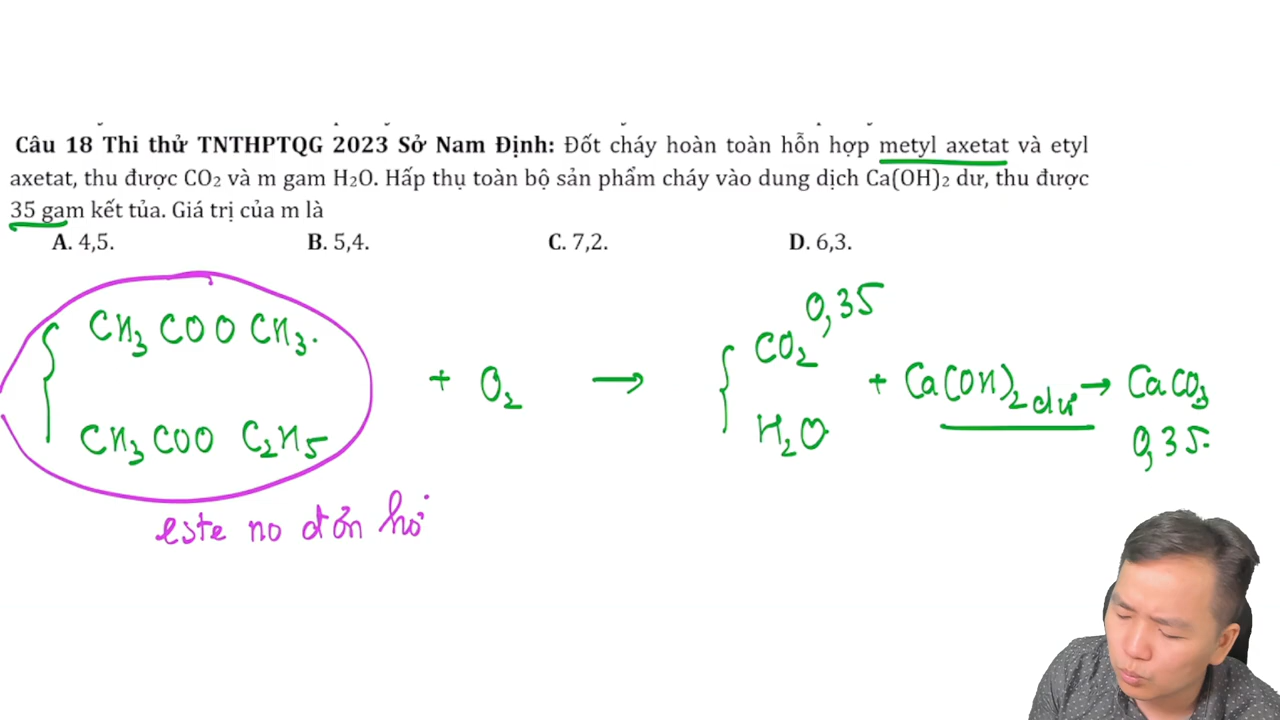 Câu 18 Thi thử TNTHPTQG 2023 Sở Nam Định: Đốt cháy hoàn toàn hỗn hợp metyl axetat và etyl
axetat, thu được CO₂ và m gam H₂O. Hấp thụ toàn bộ sản phẩm cháy vào dung dịch Ca(OH)₂ dư, thu được
35 gam kết tủa. Giá trị của m là
A. 4,5. B. 5,4. C. 7,2. D. 6,3.
0,35
CH₃COOCH₃. CO₂
+ O₂ → + Ca(OH)₂ dư → CaCO₃
CH₃COO C₂H₅ H₂O 0,35.
este no đơn hở